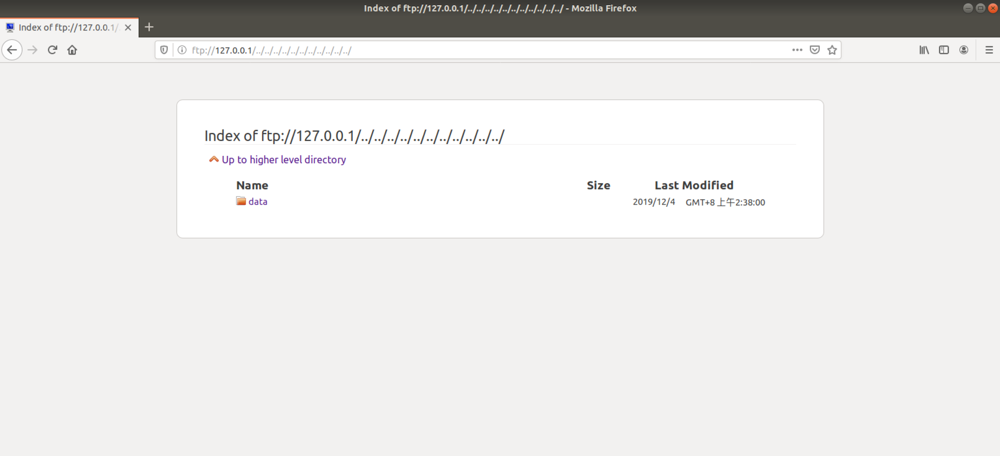 Index of ftp://127.0.0.1/../../../../../../../../../../../ - Mozilla Firefox
Index of ftp://127.0.0.1/.
ftp://127.0.0.1/../../../../../../../../../../../
Index of ftp://127.0.0.1/../../../../../../../../../../../
Up to higher level directory
Name Size Last Modified
data 2019/12/4 GMT+8 上午2:38:00